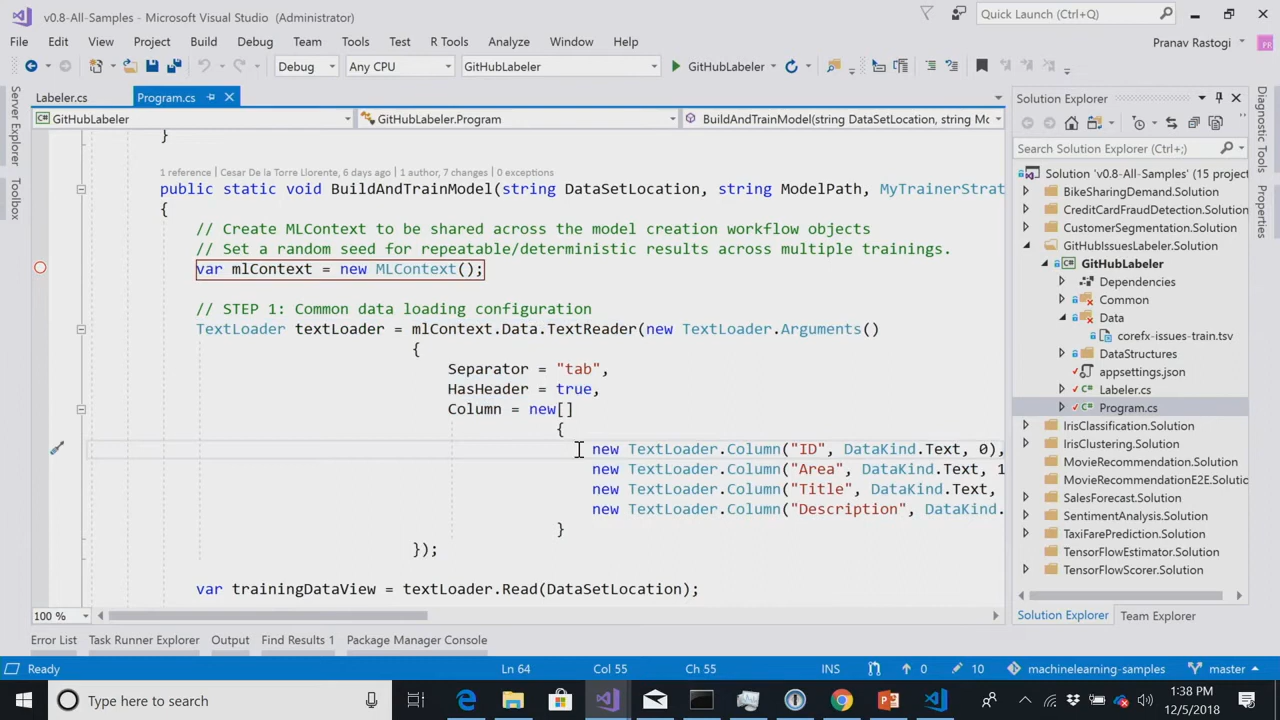 v0.8-All-Samples - Microsoft Visual Studio (Administrator)
Quick Launch (Ctrl+Q)
File Edit View Project Build Debug Team Tools Test R Tools Analyze Window Help
Pranav Rastogi
PR
Debug Any CPU GitHubLabeler GitHubLabeler
Server Explorer
Toolbox
Labeler.cs Program.cs
GitHubLabeler GitHubLabeler.Program BuildAndTrainModel(string DataSetLocation, string Mo
}
1 reference | Cesar De la Torre Llorente, 6 days ago | 1 author, 7 changes | 0 exceptions
public static void BuildAndTrainModel(string DataSetLocation, string ModelPath, MyTrainerStrat
{
// Create MLContext to be shared across the model creation workflow objects
// Set a random seed for repeatable/deterministic results across multiple trainings.
var mlContext = new MLContext();
// STEP 1: Common data loading configuration
TextLoader textLoader = mlContext.Data.TextReader(new TextLoader.Arguments()
{
Separator = "tab",
HasHeader = true,
Column = new[]
{
new TextLoader.Column("ID", DataKind.Text, 0),
new TextLoader.Column("Area", DataKind.Text, 1
new TextLoader.Column("Title", DataKind.Text,
new TextLoader.Column("Description", DataKind.
}
});
var trainingDataView = textLoader.Read(DataSetLocation);
100 %
Solution Explorer
Search Solution Explorer (Ctrl+;)
Solution 'v0.8-All-Samples' (15 project
BikeSharingDemand.Solution
CreditCardFraudDetection.Solution
CustomerSegmentation.Solution
GitHubIssuesLabeler.Solution
GitHubLabeler
Dependencies
Common
Data
corefx-issues-train.tsv
DataStructures
appsettings.json
Labeler.cs
Program.cs
IrisClassification.Solution
IrisClustering.Solution
MovieRecommendation.Solution
MovieRecommendationE2E.Solution
SalesForecast.Solution
SentimentAnalysis.Solution
TaxiFarePrediction.Solution
TensorFlowEstimator.Solution
TensorFlowScorer.Solution
Solution Explorer Team Explorer
Diagnostic Tools
Properties
Error List Task Runner Explorer Output Find Results 1 Package Manager Console
Ready Ln 64 Col 55 Ch 55 INS 0 10 machinelearning-samples master
Type here to search
1:38 PM
12/5/2018